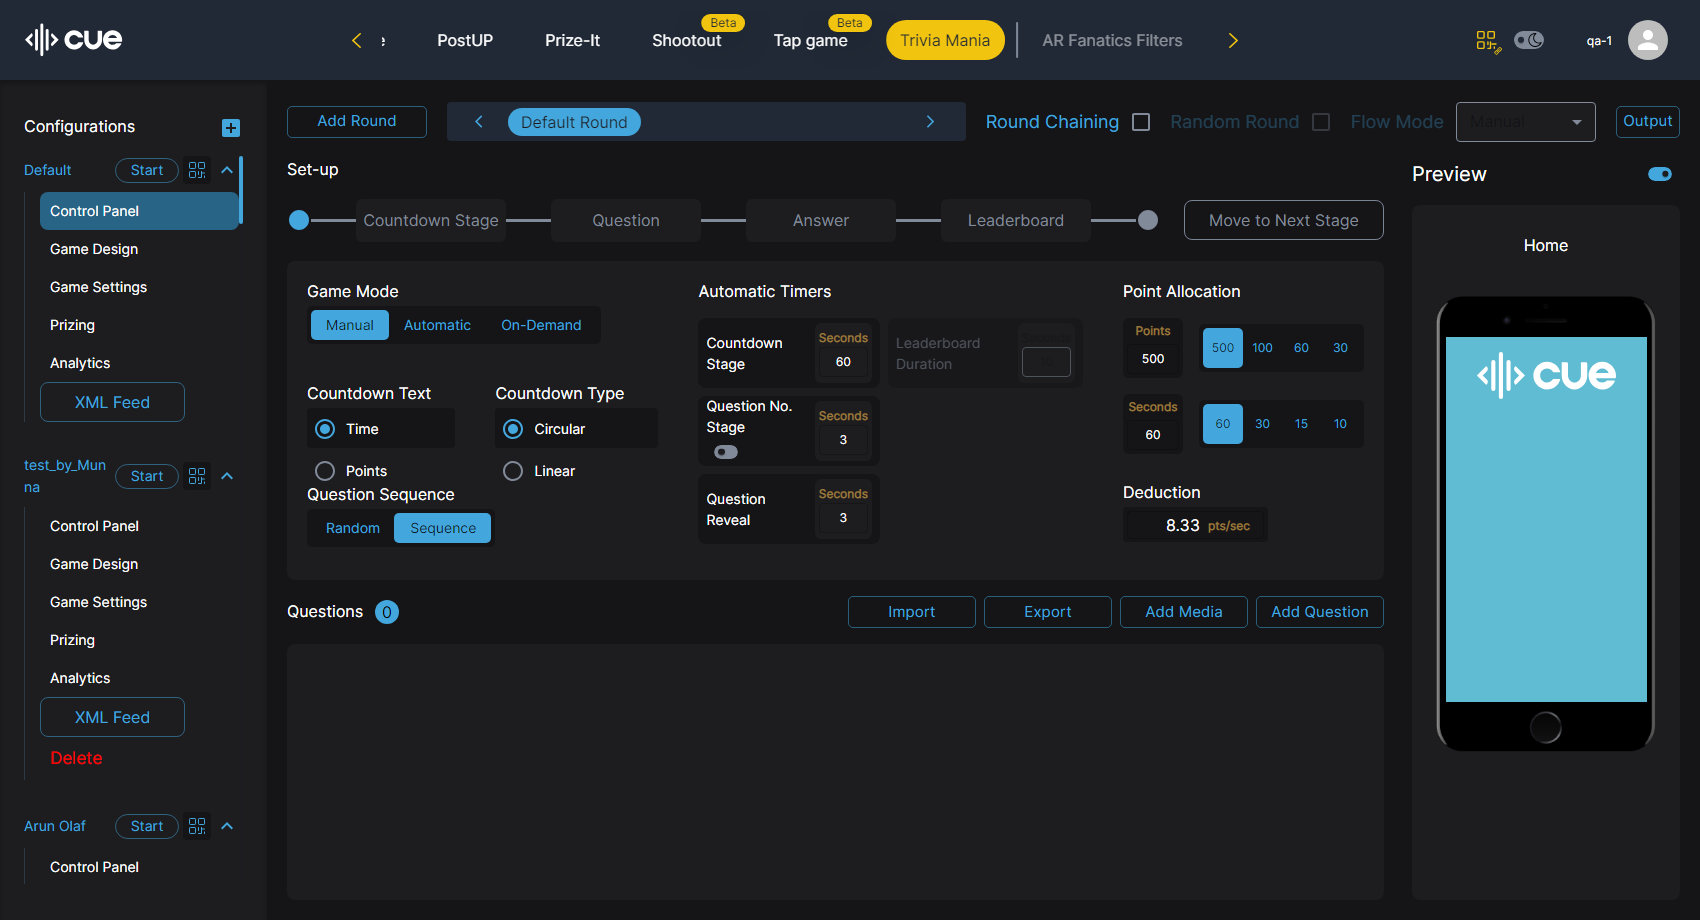 cue
e
PostUP
Prize-It
Shootout
Beta
Tap game
Beta
Trivia Mania
AR Fanatics Filters
qa-1
Configurations
Default
Start
Control Panel
Game Design
Game Settings
Prizing
Analytics
XML Feed
test_by_Mun
na
Start
Control Panel
Game Design
Game Settings
Prizing
Analytics
XML Feed
Delete
Arun Olaf
Start
Control Panel
Add Round
Default Round
Round Chaining
Random Round
Flow Mode
Manual
Output
Set-up
Countdown Stage
Question
Answer
Leaderboard
Move to Next Stage
Game Mode
Manual
Automatic
On-Demand
Countdown Text
Time
Points
Countdown Type
Circular
Linear
Question Sequence
Random
Sequence
Automatic Timers
Countdown
Stage
Seconds
60
Leaderboard
Duration
Question No.
Stage
Seconds
3
Question
Reveal
Seconds
3
Point Allocation
Points
500
500
100
60
30
Seconds
60
60
30
15
10
Deduction
8.33 pts/sec
Questions
0
Import
Export
Add Media
Add Question
Preview
Home
cue